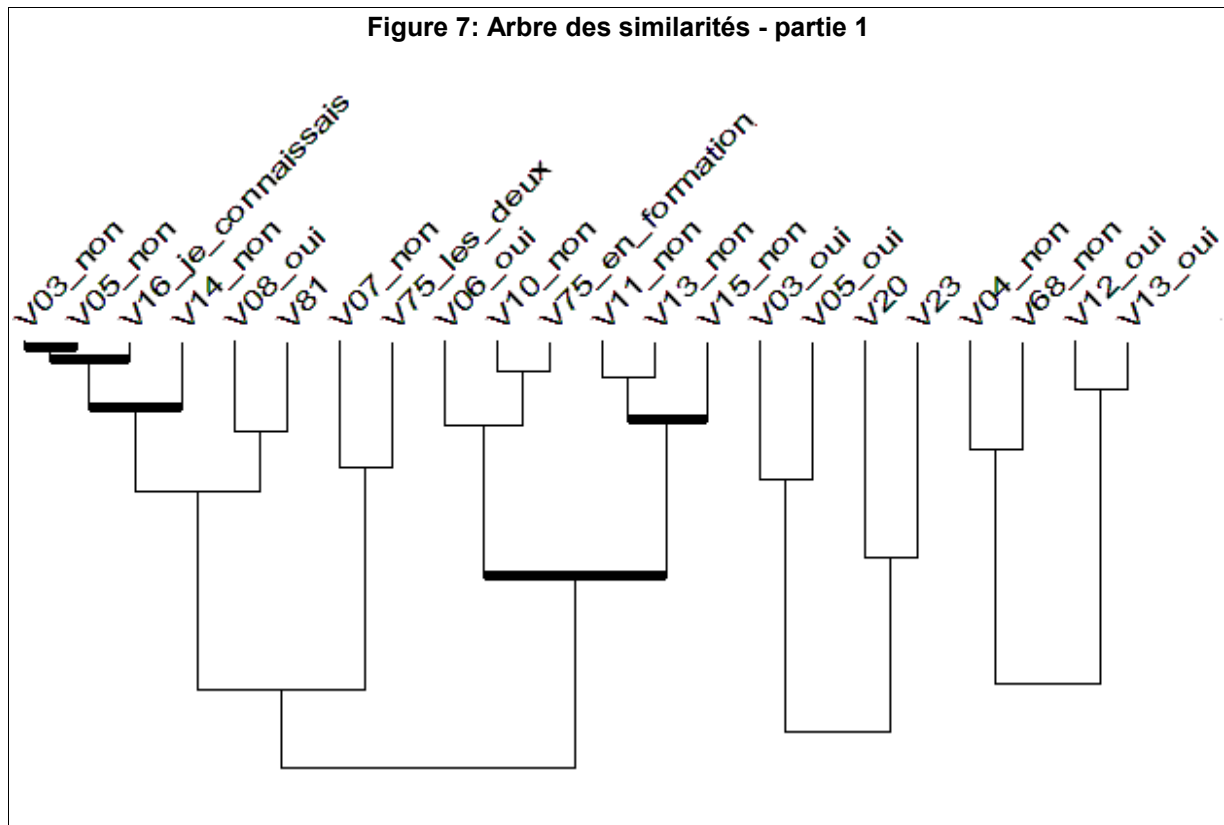 Figure 7: Arbre des similarités - partie 1
V03_non
V05_non
V16_je_connaissais
V14_non
V08_oui
V81
V07_non
V75_les_deux
V06_oui
V10_non
V75_en_formation
V11_non
V13_non
V15_non
V03_oui
V05_oui
V20
V23
V04_non
V68_non
V12_oui
V13_oui